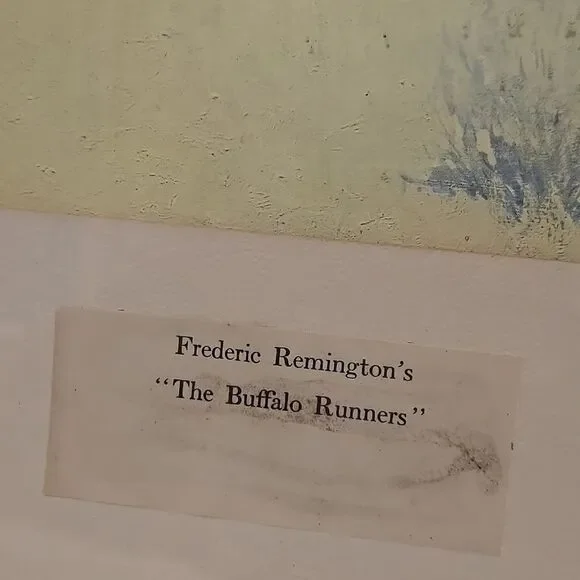 Frederic Remington’s
“The Buffalo Runners”